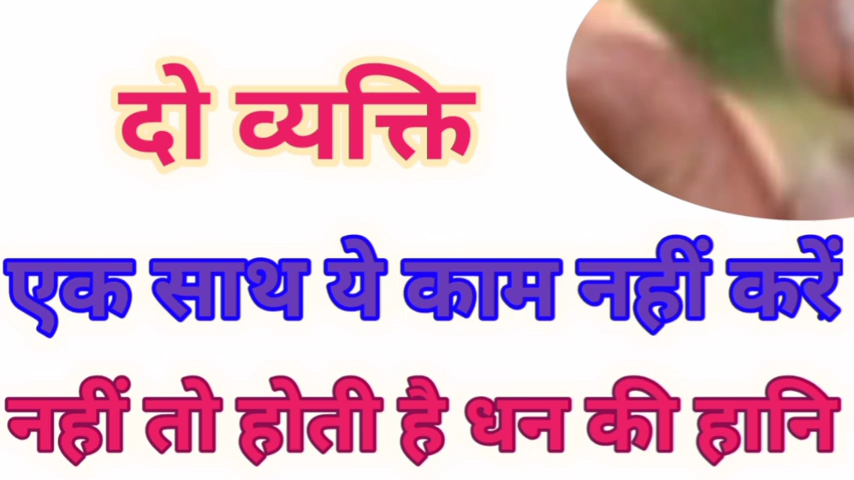 दो व्यक्ति
एक साथ ये काम नहीं करें
नहीं तो होती है धन की हानि